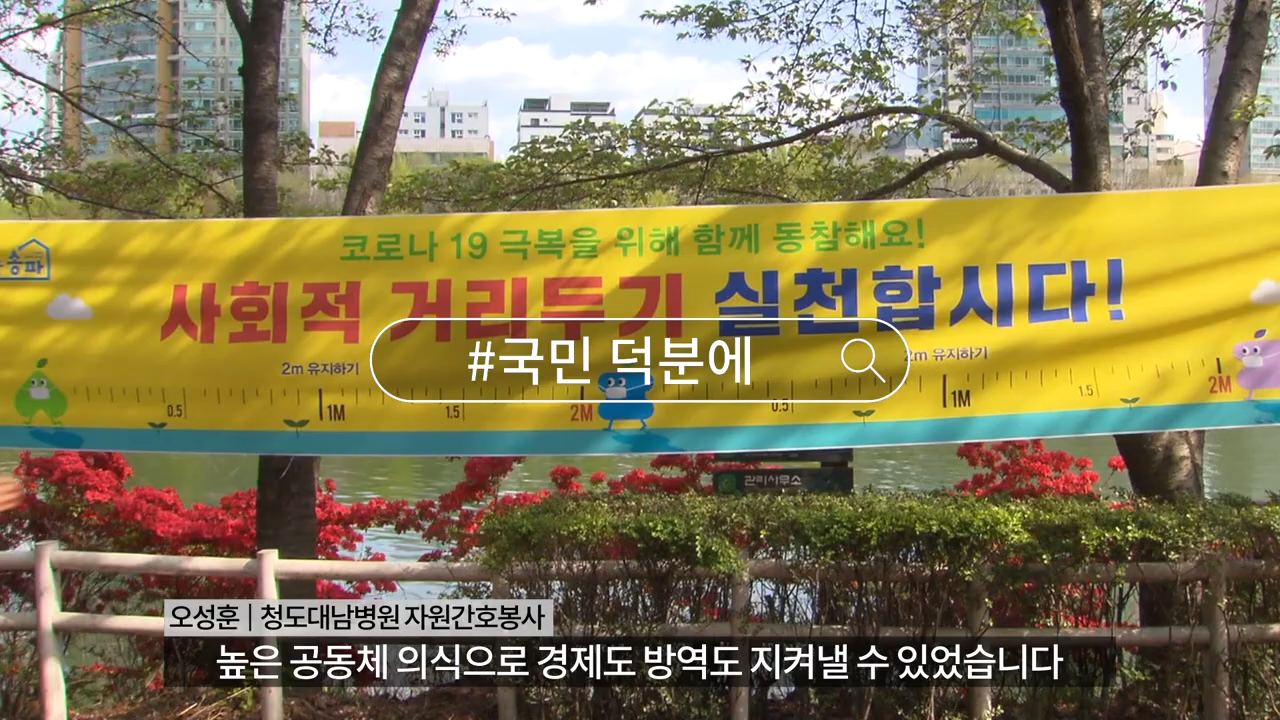 코로나 19 극복을 위해 함께 동참해요!
송파
사회적 거리두기 실천합시다!
#국민 덕분에
2m 유지하기
2m 유지하기
0.5 1M 1.5 2M 0.5 1M 1.5 2M
관리사무소
오성훈 | 청도대남병원 자원간호봉사
높은 공동체 의식으로 경제도 방역도 지켜낼 수 있었습니다